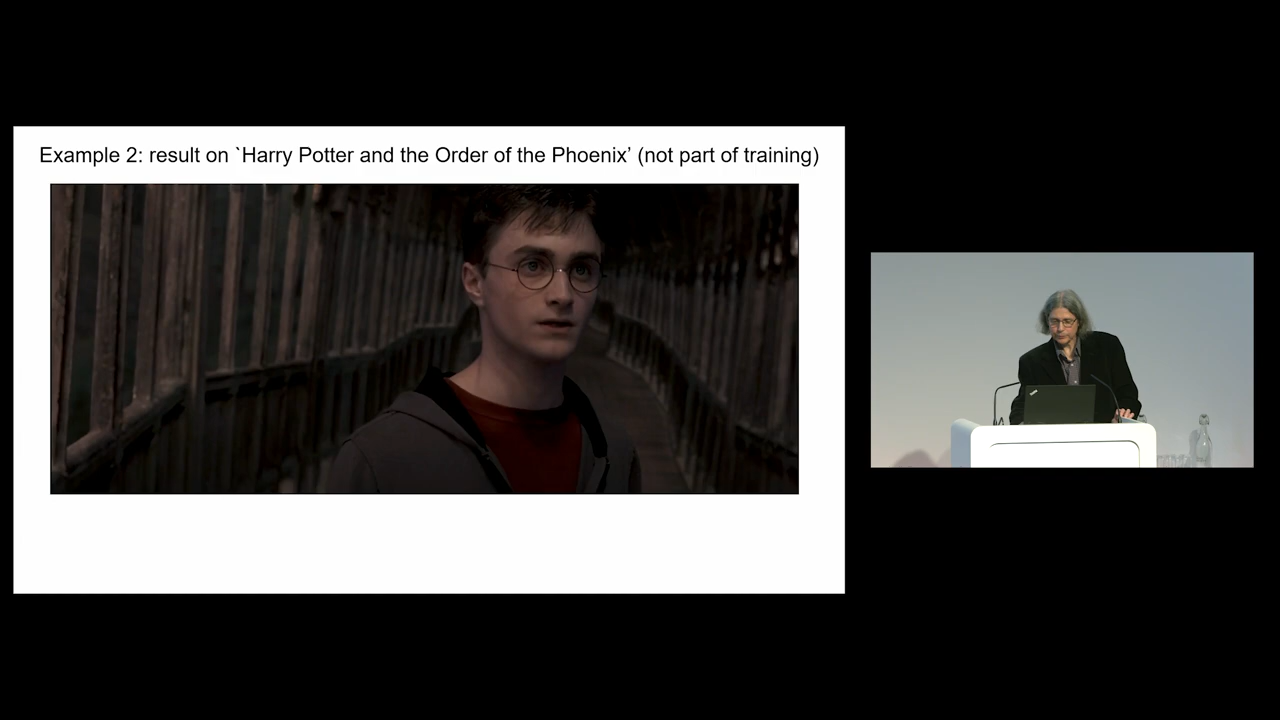 Example 2: result on `Harry Potter and the Order of the Phoenix’ (not part of training)